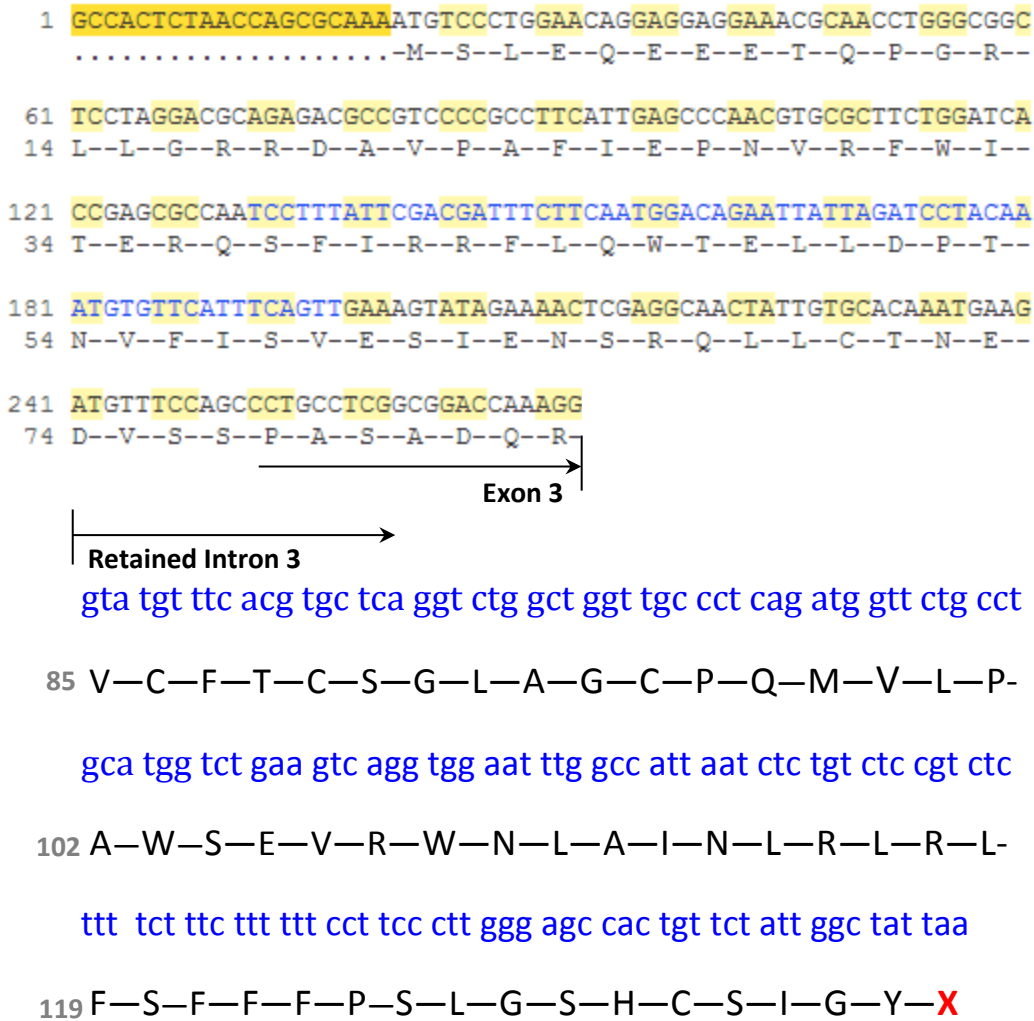 1 GCCACTCTAACCAGCGCAAAATGTCCCTGGAACAGGAGGAGGAAACGCAACCTGGGCGGC
....................-M--S--L--E--Q--E--E--E--T--Q--P--G--R--
61 TCCTAGGACGCAGAGACGCCGTCCCCGCCTTCATTGAGCCCAACGTGCGCTTCTGGATCA
14 L--L--G--R--R--D--A--V--P--A--F--I--E--P--N--V--R--F--W--I--
121 CCGAGCGCCAATCCTTTATTCGACGATTTCTTCAATGGACAGAATTATTAGATCCTACAA
34 T--E--R--Q--S--F--I--R--R--F--L--Q--W--T--E--L--L--D--P--T--
181 ATGTGTTCATTTCAGTTGAAAGTATAGAAAACTCGAGGCAACTATTGTGCACAAATGAAG
54 N--V--F--I--S--V--E--S--I--E--N--S--R--Q--L--L--C--T--N--E--
241 ATGTTTCCAGCCCTGCCTCGGCGGACCAAAGG
74 D--V--S--S--P--A--S--A--D--Q--R-
Exon 3
Retained Intron 3
gta tgt ttc acg tgc tca ggt ctg gct ggt tgc cct cag atg gtt ctg cct
85 V—C—F—T—C—S—G—L—A—G—C—P—Q—M—V—L—P-
gca tgg tct gaa gtc agg tgg aat ttg gcc att aat ctc tgt ctc cgt ctc
102 A—W—S—E—V—R—W—N—L—A—I—N—L—R—L—R—L-
ttt tct ttc ttt ttt cct tcc ctt ggg agc cac tgt tct att ggc tat taa
119 F—S—F—F—F—P—S—L—G—S—H—C—S—I—G—Y—X